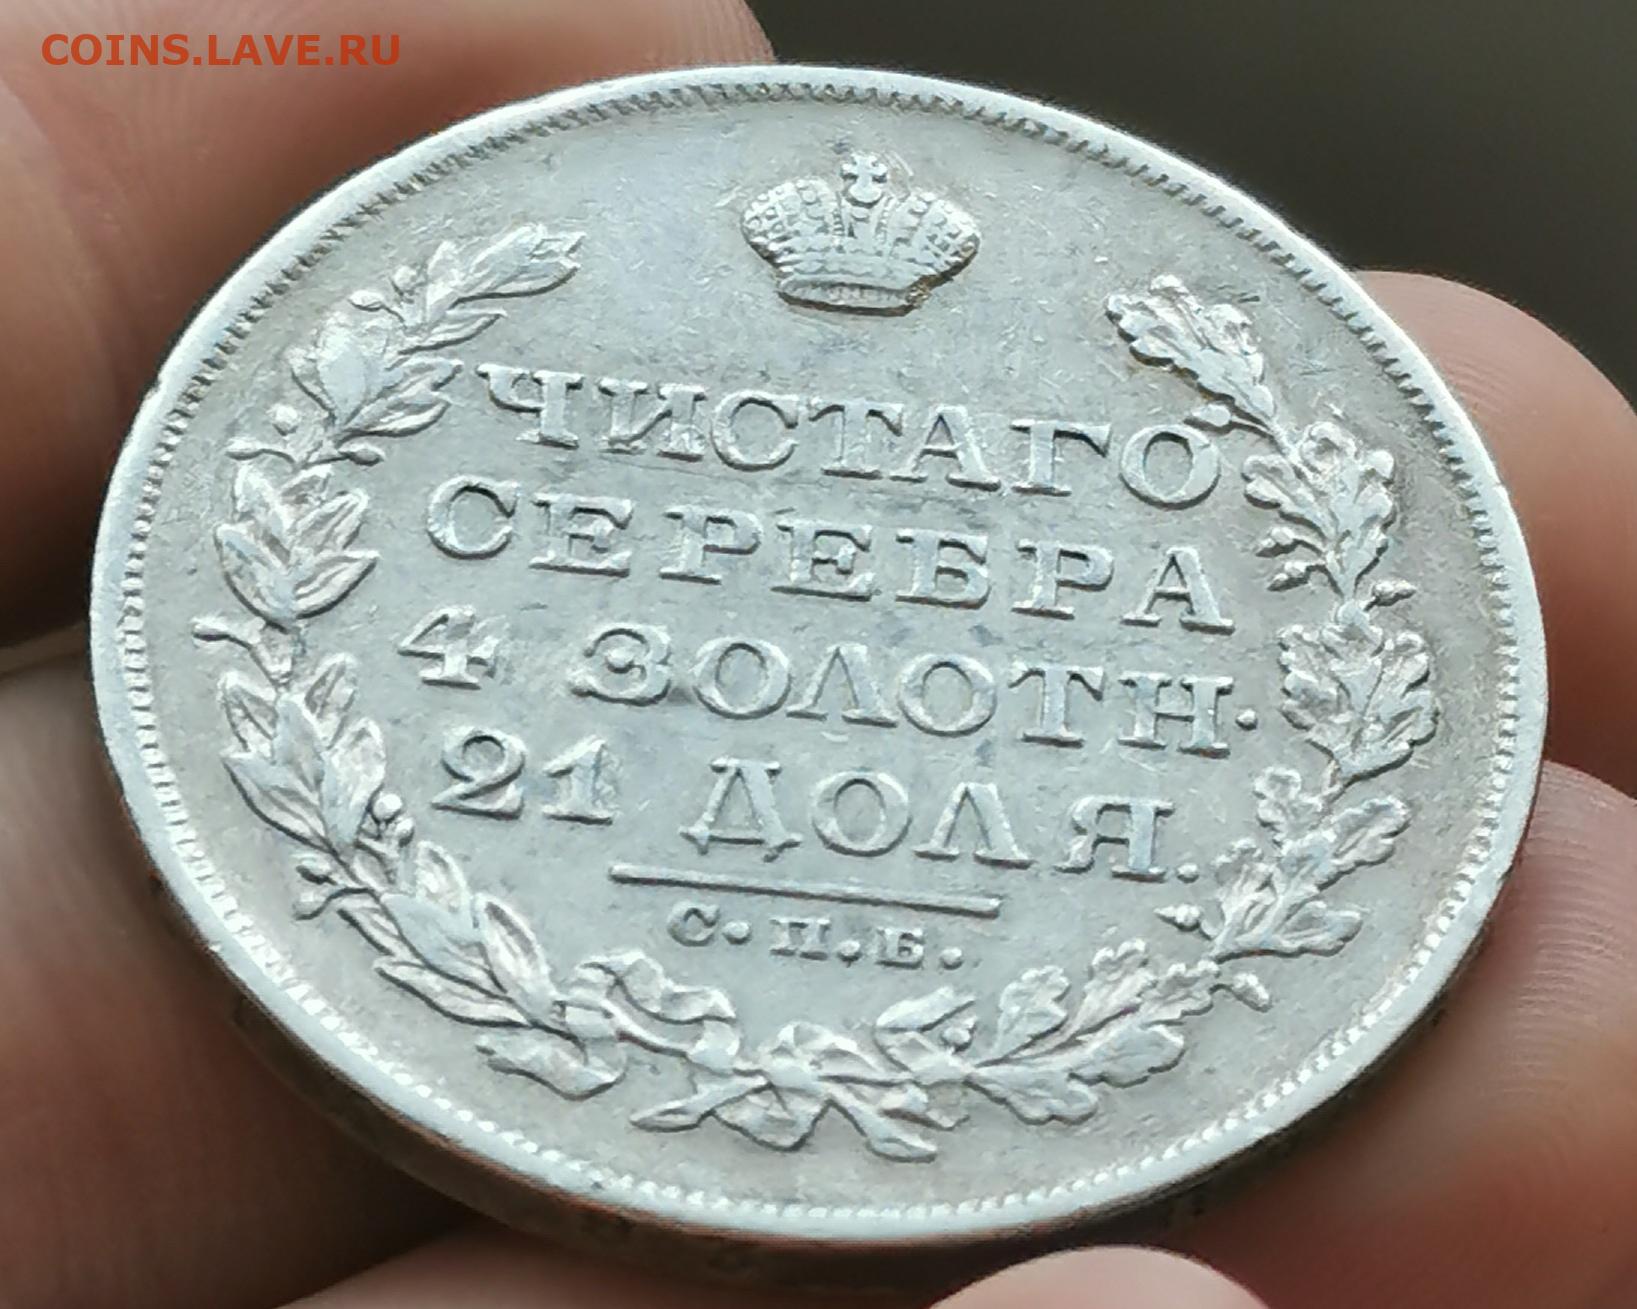 COINS.LAVE.RU
ЧИСТАГО
СЕРЕБРА
4 ЗОЛОТН.
21 ДОЛЯ.
С.П.Б.